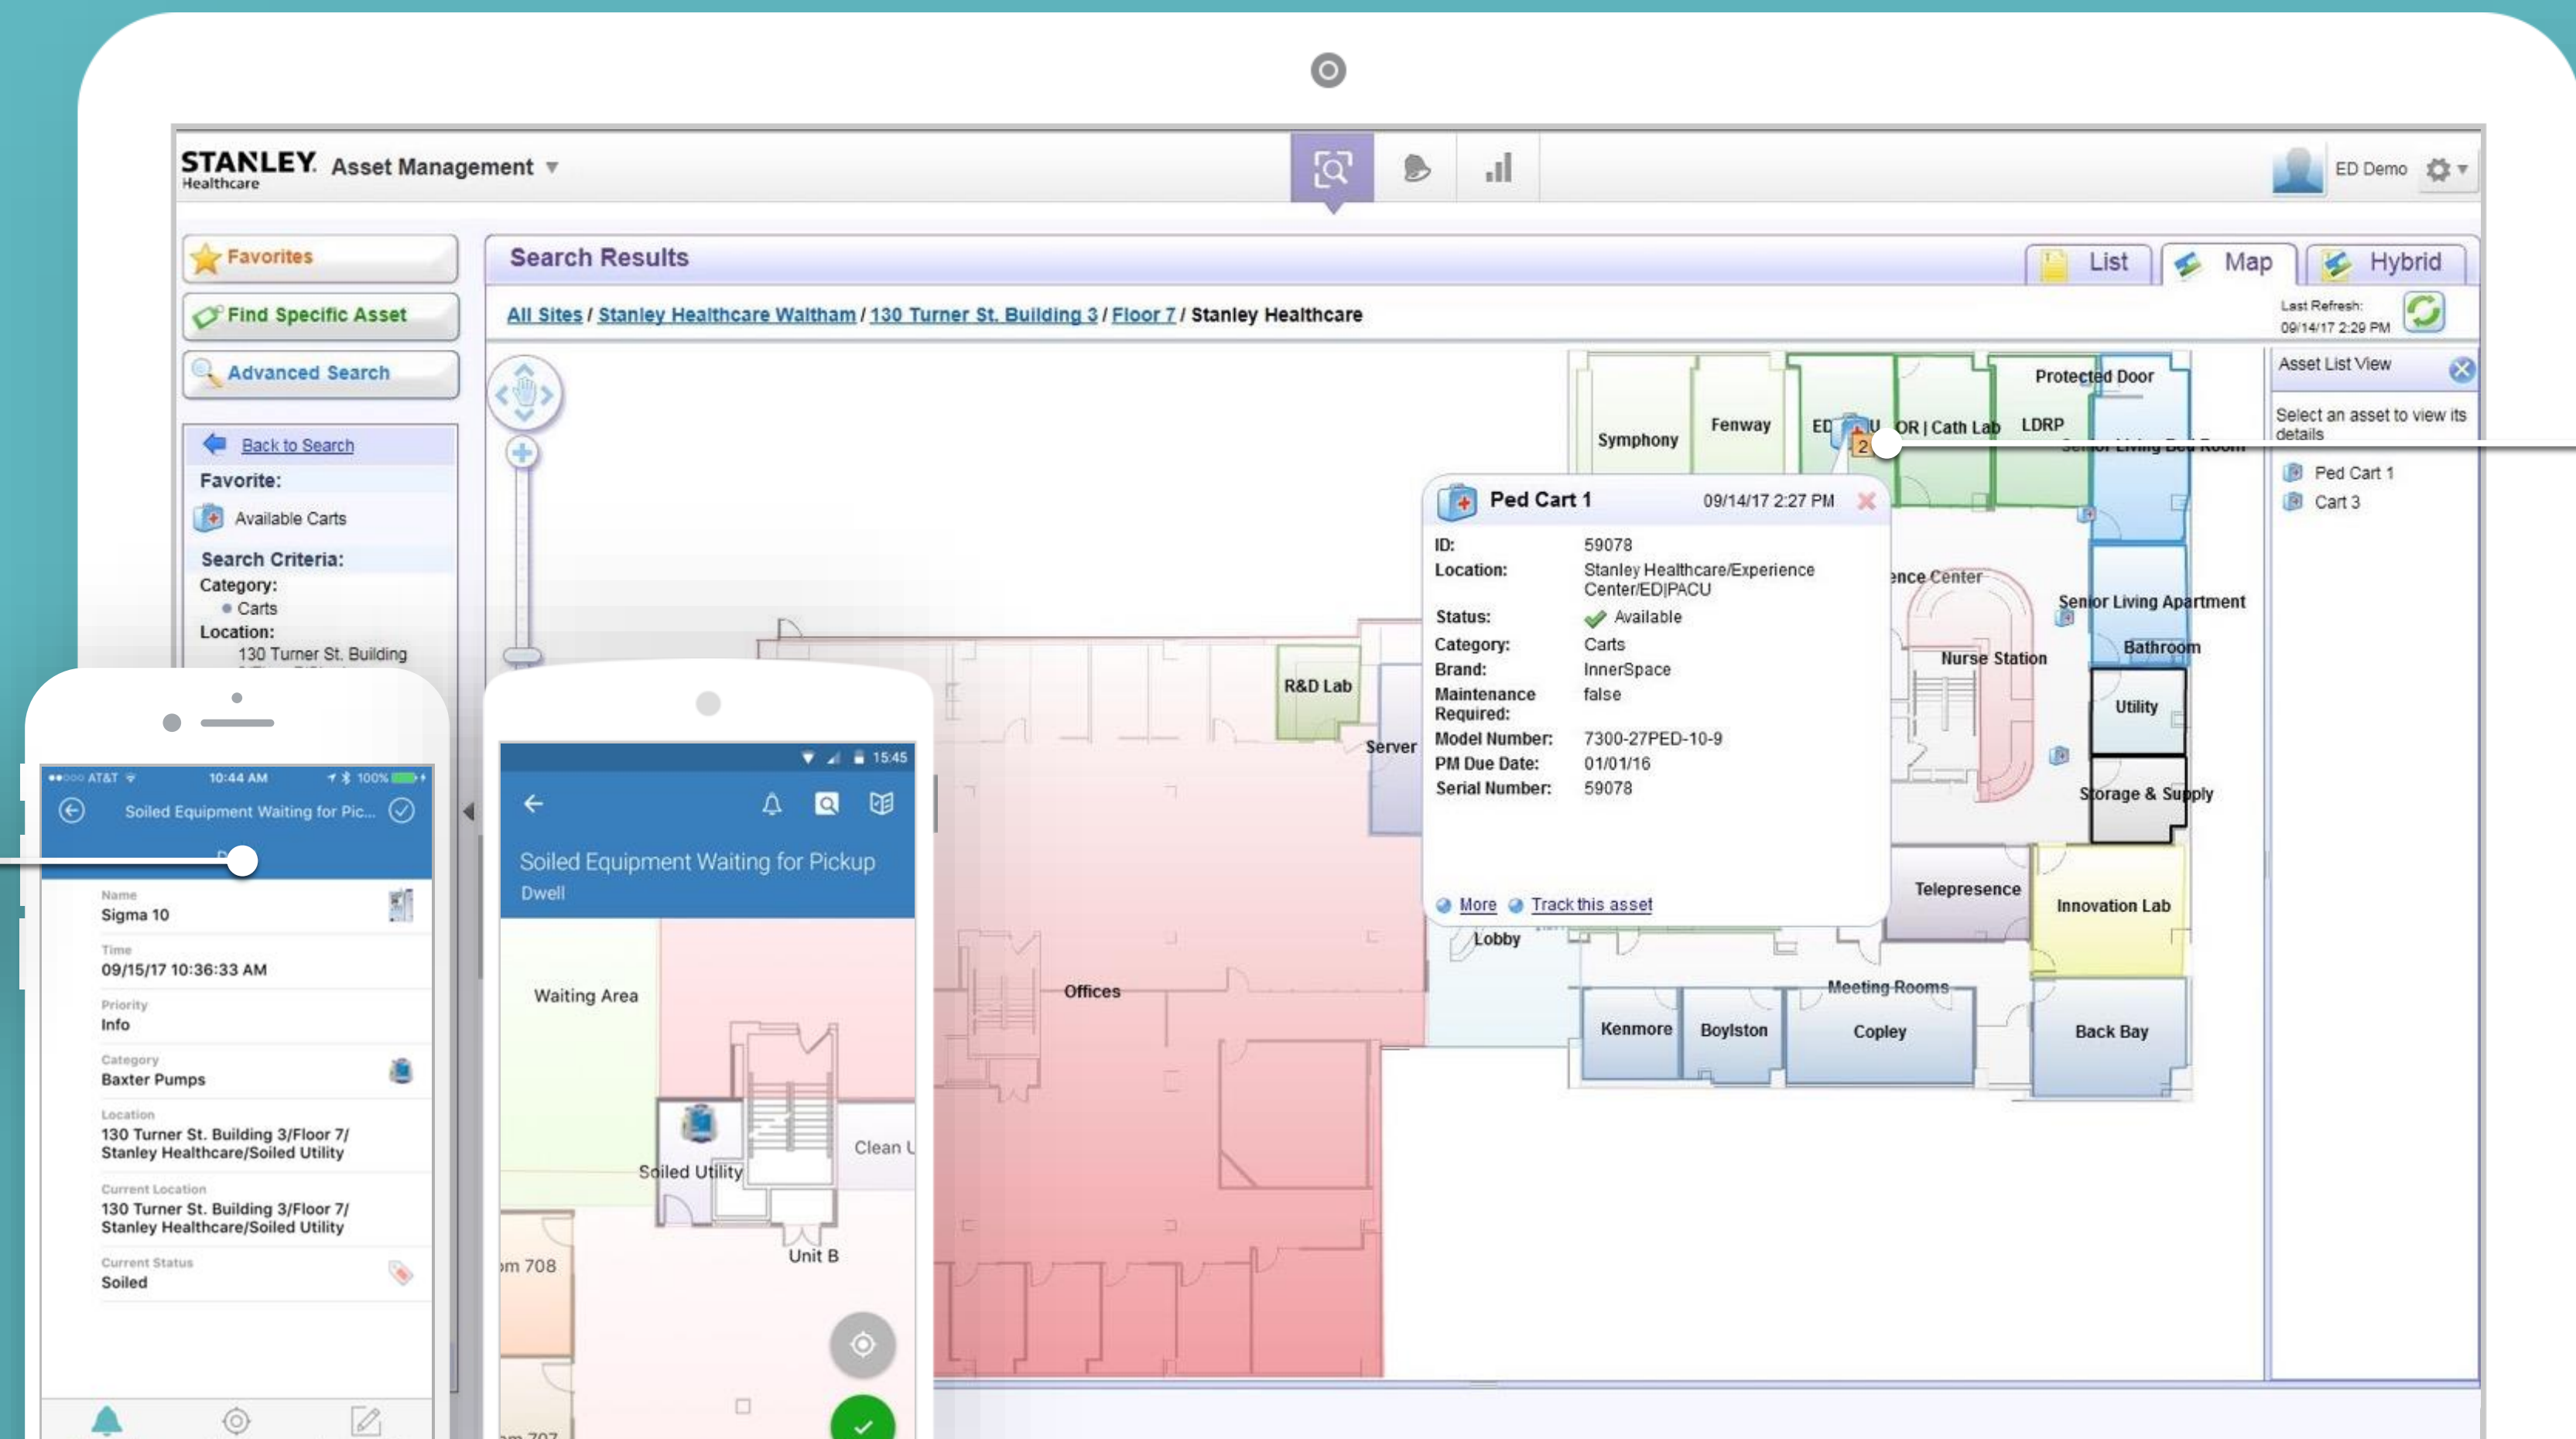 STANLEY.
Healthcare
Asset Management
ED Demo
Favorites
Find Specific Asset
Advanced Search
Back to Search
Favorite:
Available Carts
Search Criteria:
Category:
Carts
Location:
130 Turner St. Building
Search Results
List
Map
Hybrid
All Sites / Stanley Healthcare Waltham / 130 Turner St. Building 3 / Floor 7 / Stanley Healthcare
Last Refresh:
09/14/17 2:29 PM
Asset List View
Select an asset to view its
details
Ped Cart 1
Cart 3
Protected Door
Symphony
Fenway
2
OR | Cath Lab
LDRP
Senior Living Bed Room
Ped Cart 1
09/14/17 2:27 PM
ID:
59078
Location:
Stanley Healthcare/Experience
Center/ED|PACU
Status:
Available
Category:
Carts
Brand:
InnerSpace
Maintenance
Required:
false
Model Number:
7300-27PED-10-9
PM Due Date:
01/01/16
Serial Number:
59078
More
Track this asset
ence Center
Senior Living Apartment
Bathroom
Nurse Station
Utility
Storage & Supply
Telepresence
Innovation Lab
Meeting Rooms
Kenmore
Boylston
Copley
Back Bay
Lobby
R&D Lab
Server
Offices
AT&T
10:44 AM
100%
Soiled Equipment Waiting for Pic...
Name
Sigma 10
Time
09/15/17 10:36:33 AM
Priority
Info
Category
Baxter Pumps
Location
130 Turner St. Building 3/Floor 7/
Stanley Healthcare/Soiled Utility
Current Location
130 Turner St. Building 3/Floor 7/
Stanley Healthcare/Soiled Utility
Current Status
Soiled
15:45
Soiled Equipment Waiting for Pickup
Dwell
Waiting Area
Clean U
Soiled Utility
Unit B
om 708